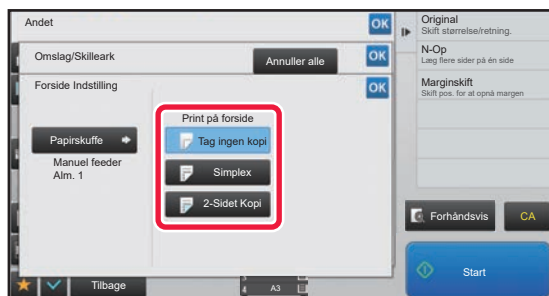 Andet
OK
Omslag/Skilleark
Annuller alle
OK
Forside Indstilling
OK
Print på forside
Papirskuffe
Manuel feeder
Alm. 1
Tag ingen kopi
Simplex
2-Sidet Kopi
Tilbage
4 A3
Original
Skift størrelse/retning.
N-Op
Læg flere sider på én side
Marginskift
Skift pos. for at opnå margen
Forhåndsvis
CA
Start